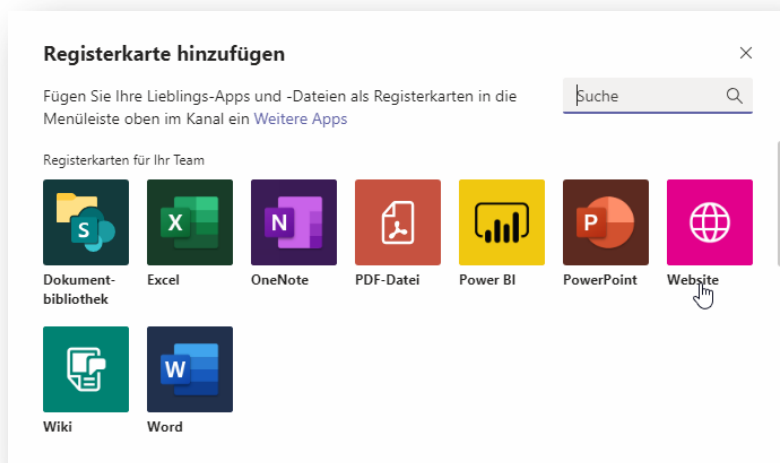 Registerkarte hinzufügen
Fügen Sie Ihre Lieblings-Apps und -Dateien als Registerkarten in die
Menüleiste oben im Kanal ein Weitere Apps
Suche
Registerkarten für Ihr Team
S
X
N
P
Dokument-
bibliothek
Excel
OneNote
PDF-Datei
Power BI
PowerPoint
Website
W
Wiki
Word